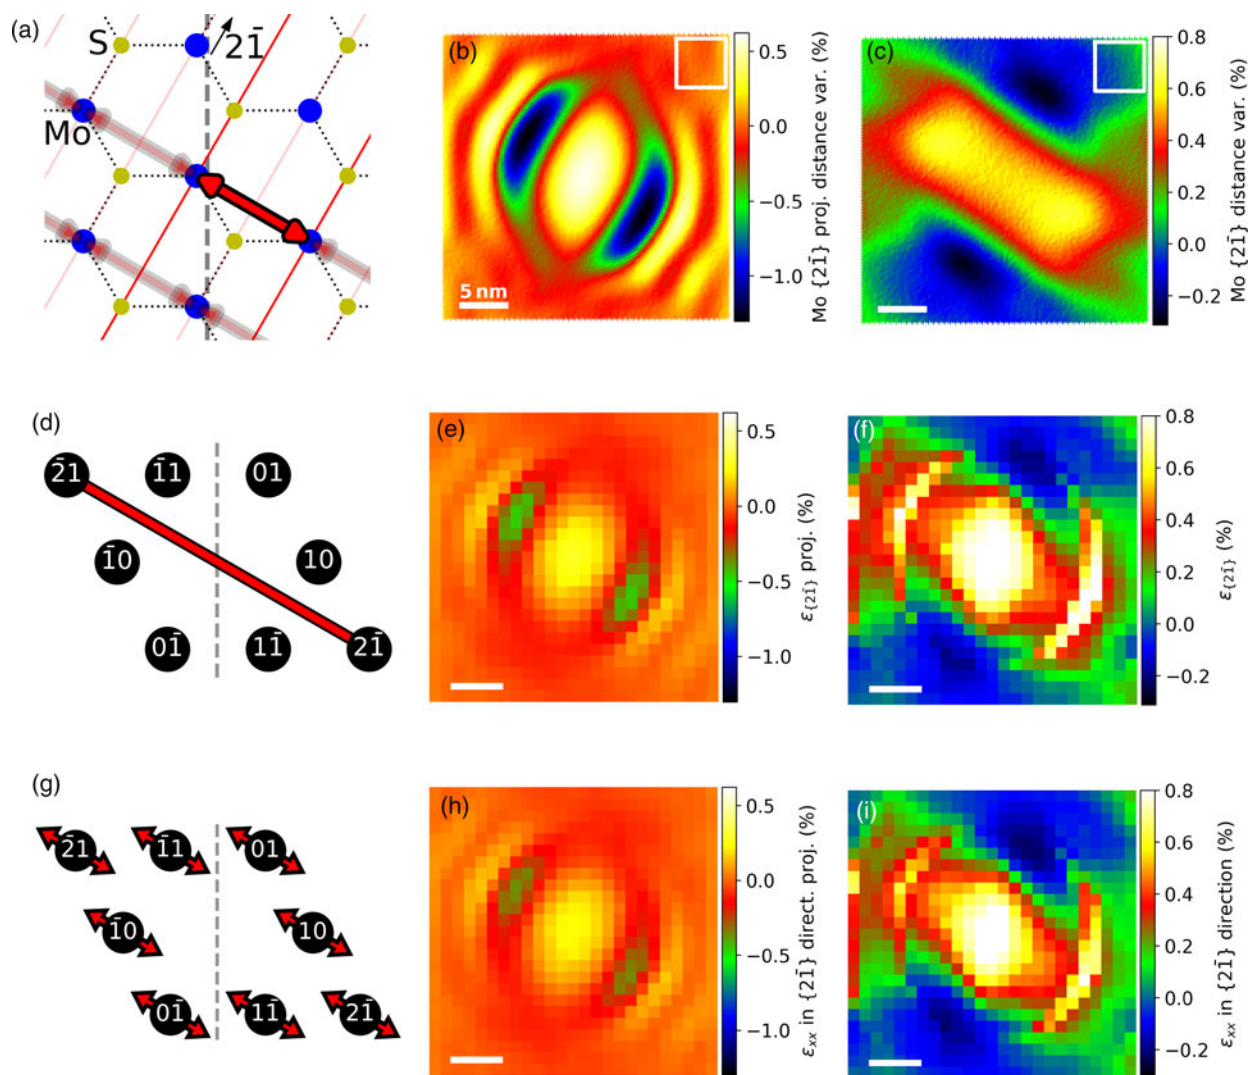 (a)
S
21̄
Mo
(b)
5 nm
0.5
0.0
−0.5
−1.0
Mo {21̄} proj. distance var. (%)
(c)
0.8
0.6
0.4
0.2
0.0
−0.2
Mo {21̄} distance var. (%)
(d)
2̄1
1̄1
01
1̄0
10
01̄
11̄
21̄
(e)
0.5
0.0
−0.5
−1.0
ε{21̄} proj. (%)
(f)
0.8
0.6
0.4
0.2
0.0
−0.2
ε{21̄} (%)
(g)
2̄1
1̄1
01
1̄0
10
01̄
11̄
21̄
(h)
0.5
0.0
−0.5
−1.0
εxx in {21̄} direct. proj. (%)
(i)
0.8
0.6
0.4
0.2
0.0
−0.2
εxx in {21̄} direction (%)